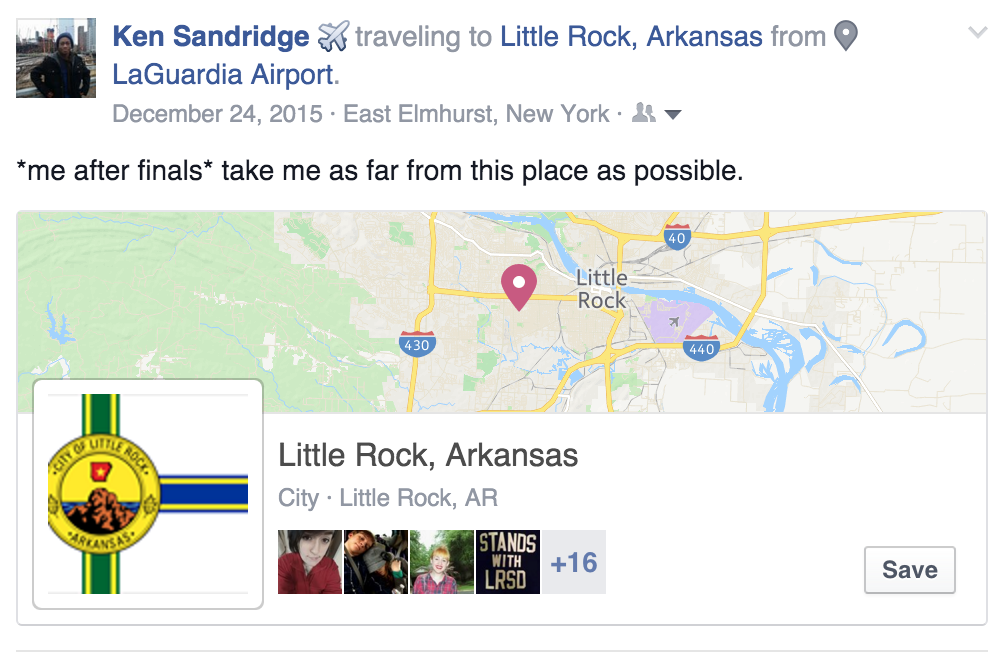 Ken Sandridge traveling to Little Rock, Arkansas from
LaGuardia Airport.
December 24, 2015 · East Elmhurst, New York ·
*me after finals* take me as far from this place as possible.
40
Little
Rock
430
440
CITY OF LITTLE ROCK
ARKANSAS
Little Rock, Arkansas
City · Little Rock, AR
STANDS
WITH
LRSD
+16
Save